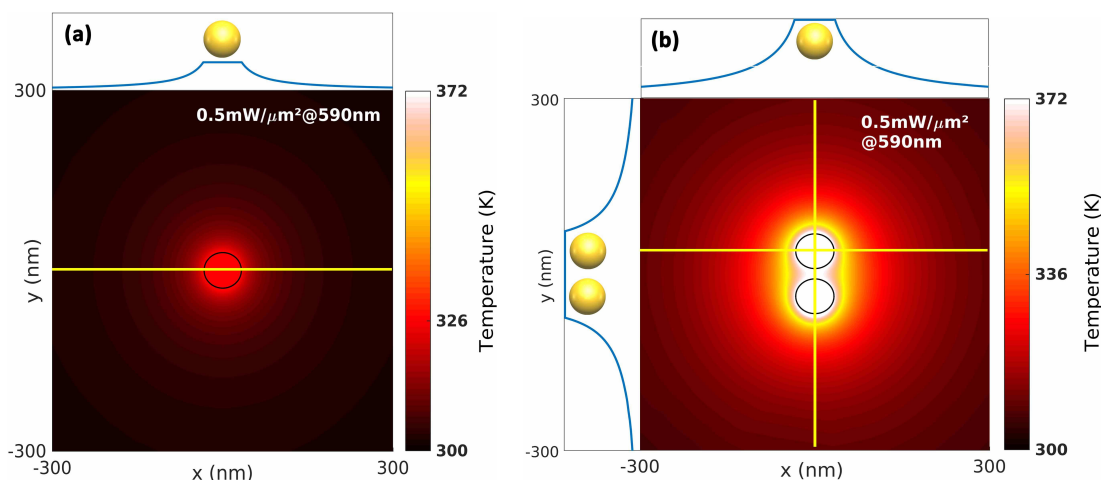 (a)
300
0.5mW/μm²@590nm
y (nm)
-300
-300
x (nm)
300
372
326
300
Temperature (K)
(b)
300
0.5mW/μm²
@590nm
y (nm)
-300
-300
x (nm)
300
372
336
300
Temperature (K)